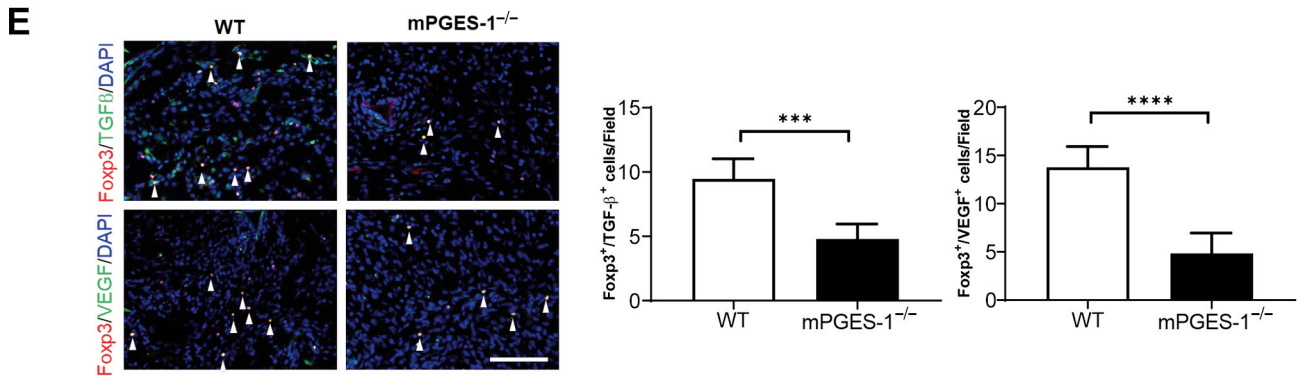 E
WT
mPGES-1⁻/⁻
Foxp3/TGFβ/DAPI
Foxp3/VEGF/DAPI
Foxp3⁺/TGF-β⁺ cells/Field
15
10
5
0
***
WT
mPGES-1⁻/⁻
Foxp3⁺/VEGF⁺ cells/Field
20
15
10
5
0
****
WT
mPGES-1⁻/⁻